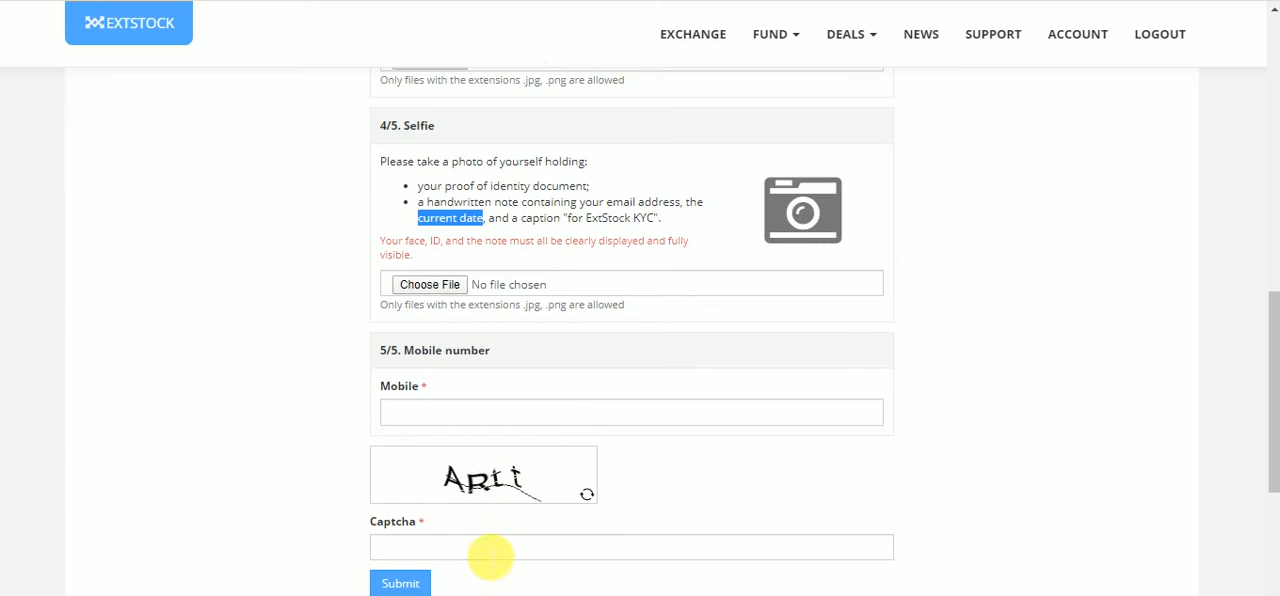 EXTSTOCK
EXCHANGE FUND DEALS NEWS SUPPORT ACCOUNT LOGOUT
Only files with the extensions .jpg, .png are allowed
4/5. Selfie
Please take a photo of yourself holding:
• your proof of identity document;
• a handwritten note containing your email address, the
current date, and a caption "for ExtStock KYC".
Your face, ID, and the note must all be clearly displayed and fully
visible.
Choose File No file chosen
Only files with the extensions .jpg, .png are allowed
5/5. Mobile number
Mobile *
Captcha *
Submit